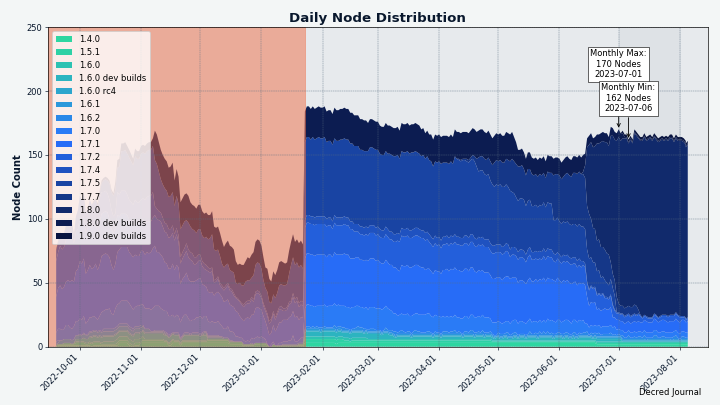 Daily Node Distribution
Node Count
250
200
150
100
50
0
1.4.0
1.5.1
1.6.0
1.6.0 dev builds
1.6.0 rc4
1.6.1
1.6.2
1.7.0
1.7.1
1.7.2
1.7.4
1.7.5
1.7.7
1.8.0
1.8.0 dev builds
1.9.0 dev builds
Monthly Max:
170 Nodes
2023-07-01
Monthly Min:
162 Nodes
2023-07-06
2022-10-01
2022-11-01
2022-12-01
2023-01-01
2023-02-01
2023-03-01
2023-04-01
2023-05-01
2023-06-01
2023-07-01
2023-08-01
Decred Journal